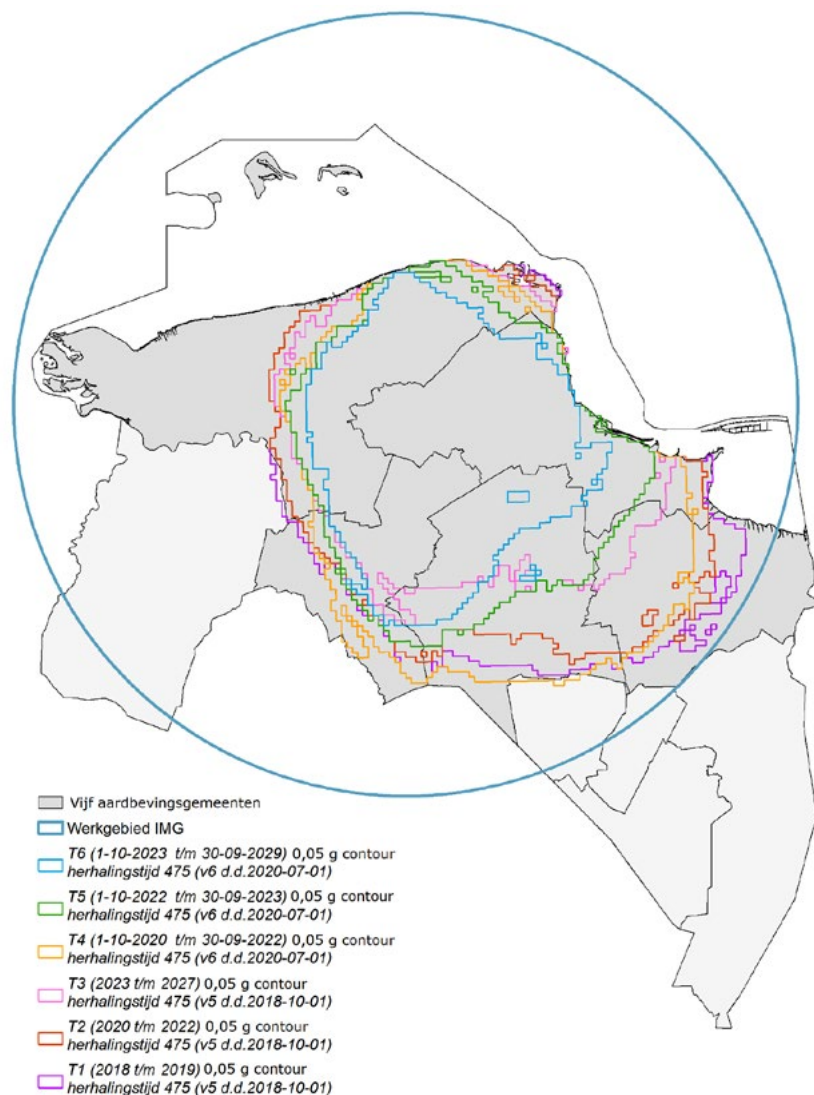 Vijf aardbevingsgemeenten
Werkgebied IMG
T6 (1-10-2023 t/m 30-09-2029) 0,05 g contour
herhalingstijd 475 (v6 d.d.2020-07-01)
T5 (1-10-2022 t/m 30-09-2023) 0,05 g contour
herhalingstijd 475 (v6 d.d.2020-07-01)
T4 (1-10-2020 t/m 30-09-2022) 0,05 g contour
herhalingstijd 475 (v6 d.d.2020-07-01)
T3 (2023 t/m 2027) 0,05 g contour
herhalingstijd 475 (v5 d.d.2018-10-01)
T2 (2020 t/m 2022) 0,05 g contour
herhalingstijd 475 (v5 d.d.2018-10-01)
T1 (2018 t/m 2019) 0,05 g contour
herhalingstijd 475 (v5 d.d.2018-10-01)